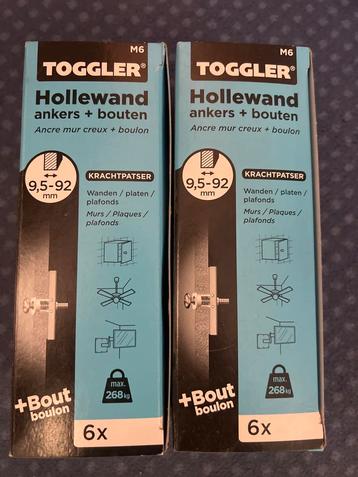 M6
TOGGLER®
Hollewand
ankers + bouten
Ancre mur creux + boulon
9,5-92
mm
KRACHTPATSER
Wanden / platen /
plafonds
Murs / Plaques /
plafonds
max.
268kg
+Bout
boulon
6x
M6
TOGGLER®
Hollewand
ankers + bouten
Ancre mur creux + boulon
9,5-92
mm
KRACHTPATSER
Wanden / platen /
plafonds
Murs / Plaques /
plafonds
max.
268kg
+Bout
boulon
6x